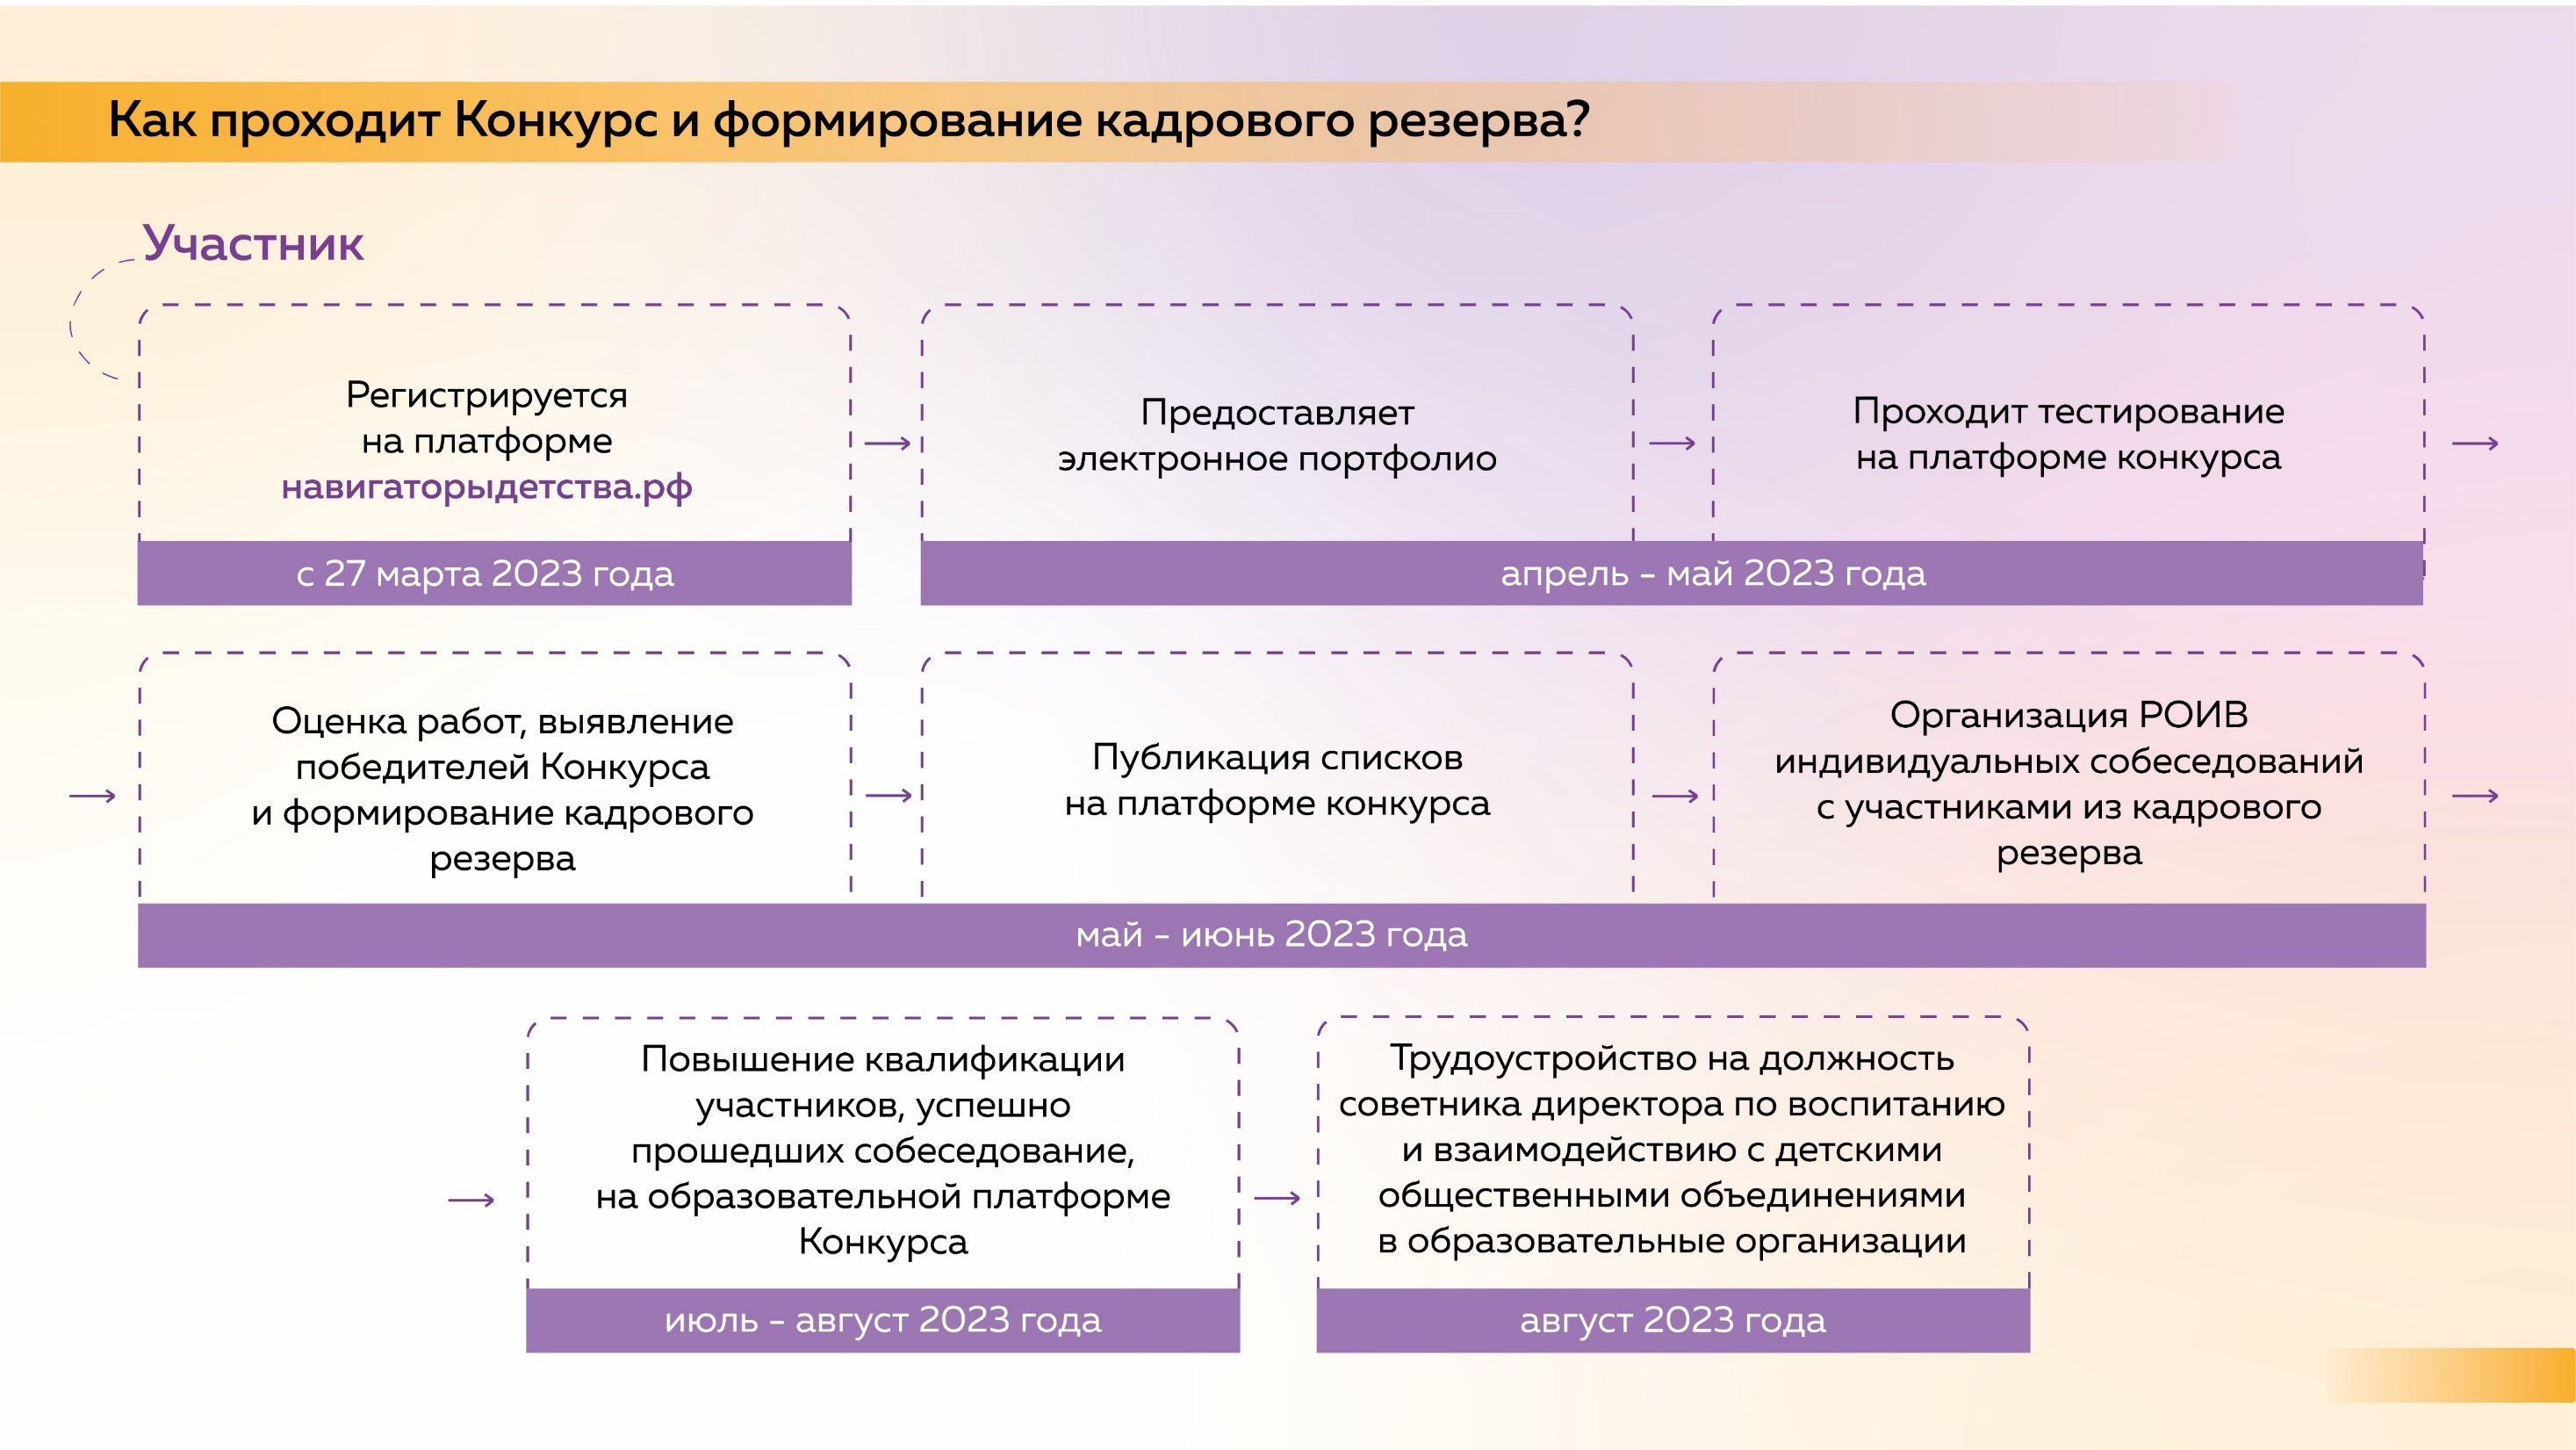 Как проходит Конкурс и формирование кадрового резерва?
Участник
Регистрируется
на платформе
навигаторыдетства.рф
с 27 марта 2023 года
Предоставляет
электронное портфолио
Проходит тестирование
на платформе конкурса
апрель - май 2023 года
Оценка работ, выявление
победителей Конкурса
и формирование кадрового
резерва
Публикация списков
на платформе конкурса
Организация РОИВ
индивидуальных собеседований
с участниками из кадрового
резерва
май - июнь 2023 года
Повышение квалификации
участников, успешно
прошедших собеседование,
на образовательной платформе
Конкурса
июль - август 2023 года
Трудоустройство на должность
советника директора по воспитанию
и взаимодействию с детскими
общественными объединениями
в образовательные организации
август 2023 года